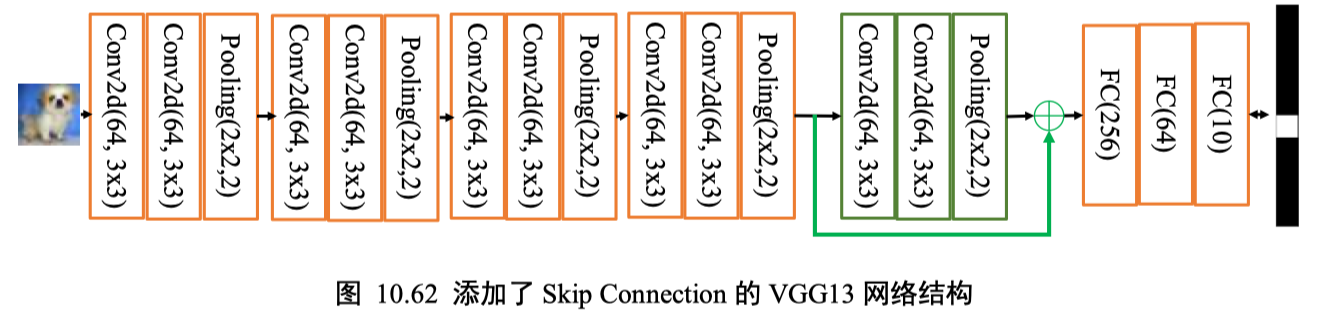 Conv2d(64, 3x3)
Conv2d(64, 3x3)
Pooling(2x2,2)
Conv2d(64, 3x3)
Conv2d(64, 3x3)
Pooling(2x2,2)
Conv2d(64, 3x3)
Conv2d(64, 3x3)
Pooling(2x2,2)
Conv2d(64, 3x3)
Conv2d(64, 3x3)
Pooling(2x2,2)
Conv2d(64, 3x3)
Conv2d(64, 3x3)
Pooling(2x2,2)
FC(256)
FC(64)
FC(10)
图 10.62 添加了 Skip Connection 的 VGG13 网络结构